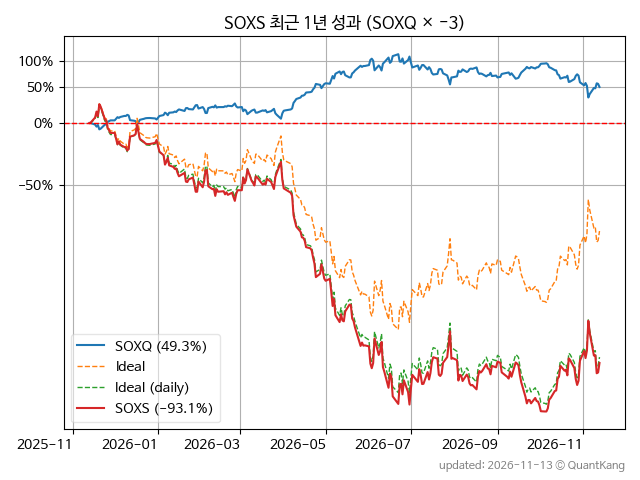 SOXS 최근 1년 성과 (SOXQ × −3)
100%
50%
0%
−50%
SOXQ (49.3%)
Ideal
Ideal (daily)
SOXS (−93.1%)
2025-11
2026-01
2026-03
2026-05
2026-07
2026-09
2026-11
updated: 2026-11-13 © QuantKang